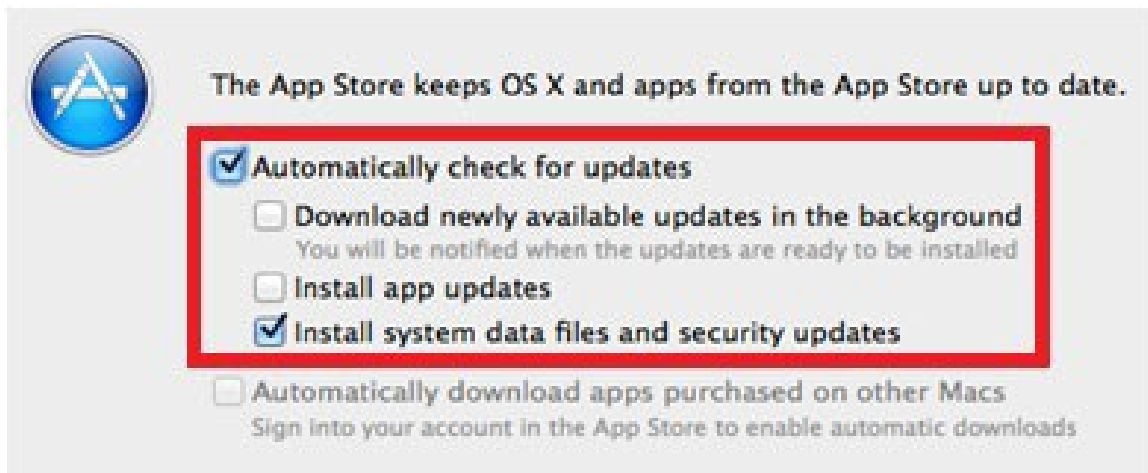 The App Store keeps OS X and apps from the App Store up to date.
Automatically check for updates
Download newly available updates in the background
You will be notified when the updates are ready to be installed
Install app updates
Install system data files and security updates
Automatically download apps purchased on other Macs
Sign into your account in the App Store to enable automatic downloads